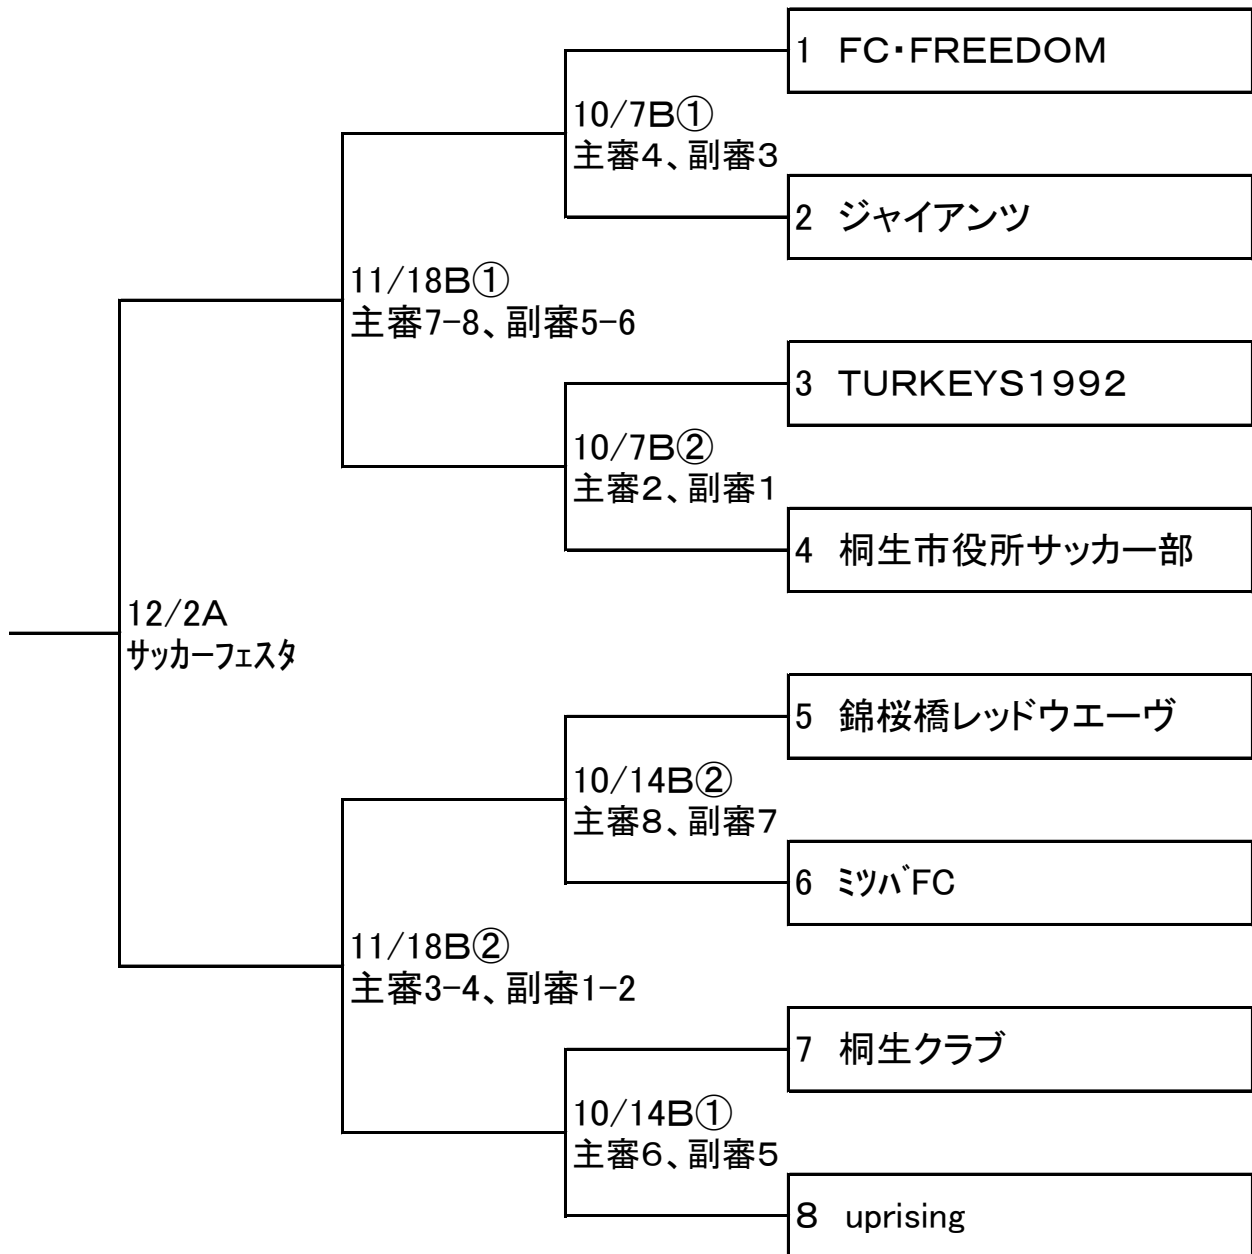 1 FC・FREEDOM
10/7B①
主審4、副審3
2 ジャイアンツ
11/18B①
主審7-8、副審5-6
3 TURKEYS1992
10/7B②
主審2、副審1
4 桐生市役所サッカー部
12/2A
サッカーフェスタ
5 錦桜橋レッドウエーヴ
10/14B②
主審8、副審7
6 ミツバFC
11/18B②
主審3-4、副審1-2
7 桐生クラブ
10/14B①
主審6、副審5
8 uprising